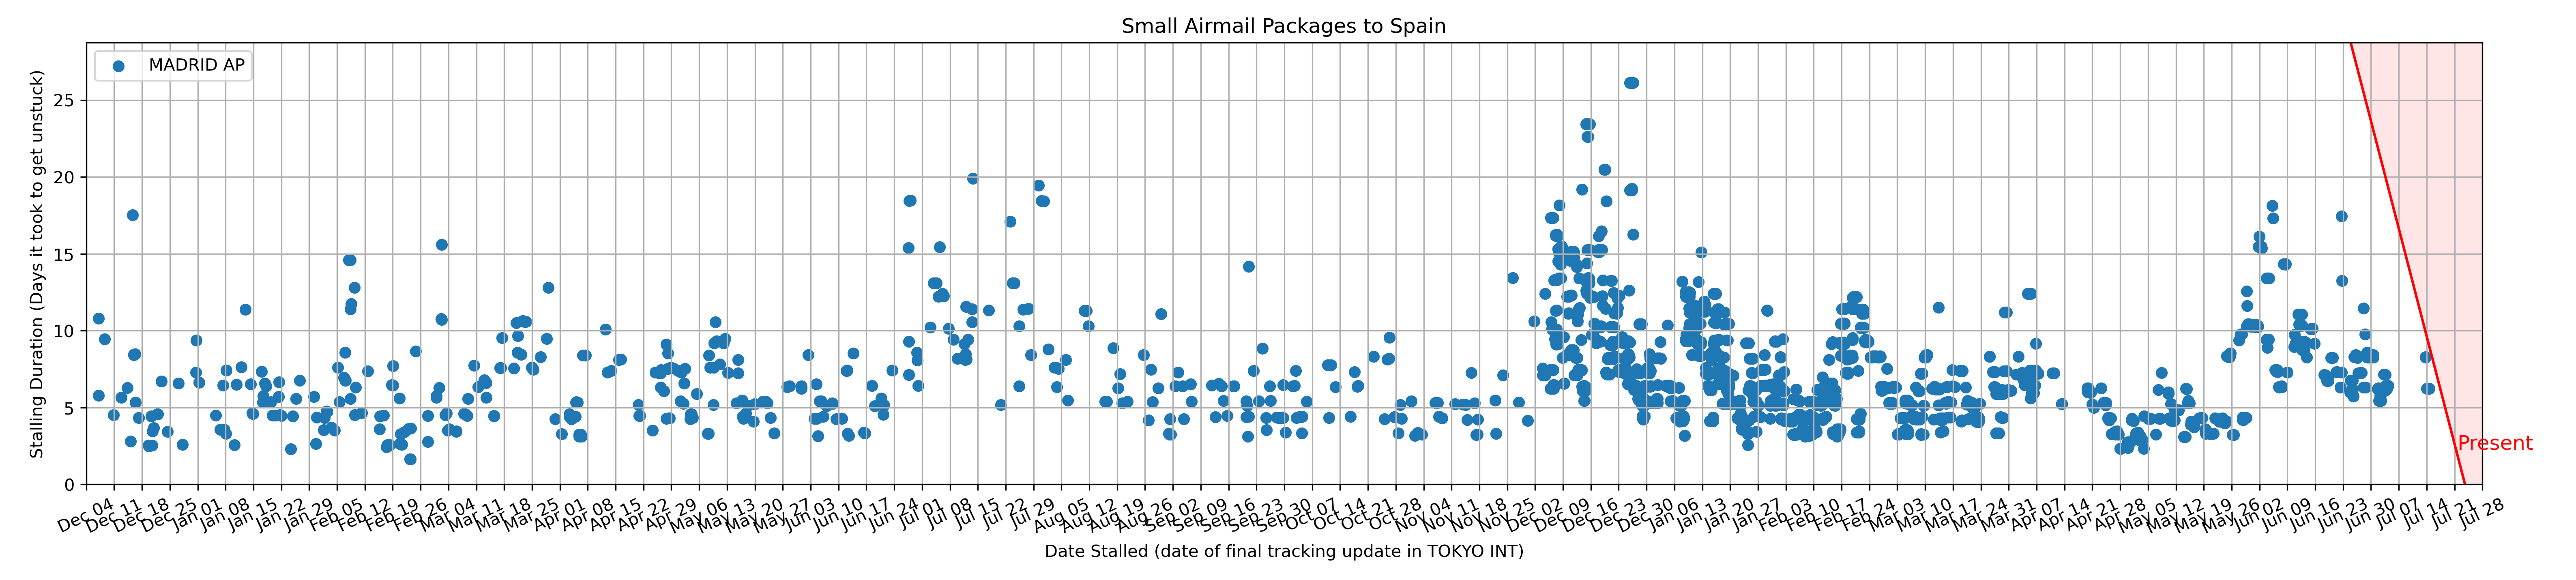 Small Airmail Packages to Spain
MADRID AP
Stalling Duration (Days it took to get unstuck)
25
20
15
10
5
0
Present
Dec 04 Dec 11 Dec 18 Dec 25 Jan 01 Jan 08 Jan 15 Jan 22 Jan 29 Feb 05 Feb 12 Feb 19 Feb 26 Mar 04 Mar 11 Mar 18 Mar 25 Apr 01 Apr 08 Apr 15 Apr 22 Apr 29 May 06 May 13 May 20 May 27 Jun 03 Jun 10 Jun 17 Jun 24 Jul 01 Jul 08 Jul 15 Jul 22 Jul 29 Aug 05 Aug 12 Aug 19 Aug 26 Sep 02 Sep 09 Sep 16 Sep 23 Sep 30 Oct 07 Oct 14 Oct 21 Oct 28 Nov 04 Nov 11 Nov 18 Nov 25 Dec 02 Dec 09 Dec 16 Dec 23 Dec 30 Jan 06 Jan 13 Jan 20 Jan 27 Feb 03 Feb 10 Feb 17 Feb 24 Mar 03 Mar 10 Mar 17 Mar 24 Mar 31 Apr 07 Apr 14 Apr 21 Apr 28 May 05 May 12 May 19 May 26 Jun 02 Jun 09 Jun 16 Jun 23 Jun 30 Jul 07 Jul 14 Jul 21 Jul 28
Date Stalled (date of final tracking update in TOKYO INT)